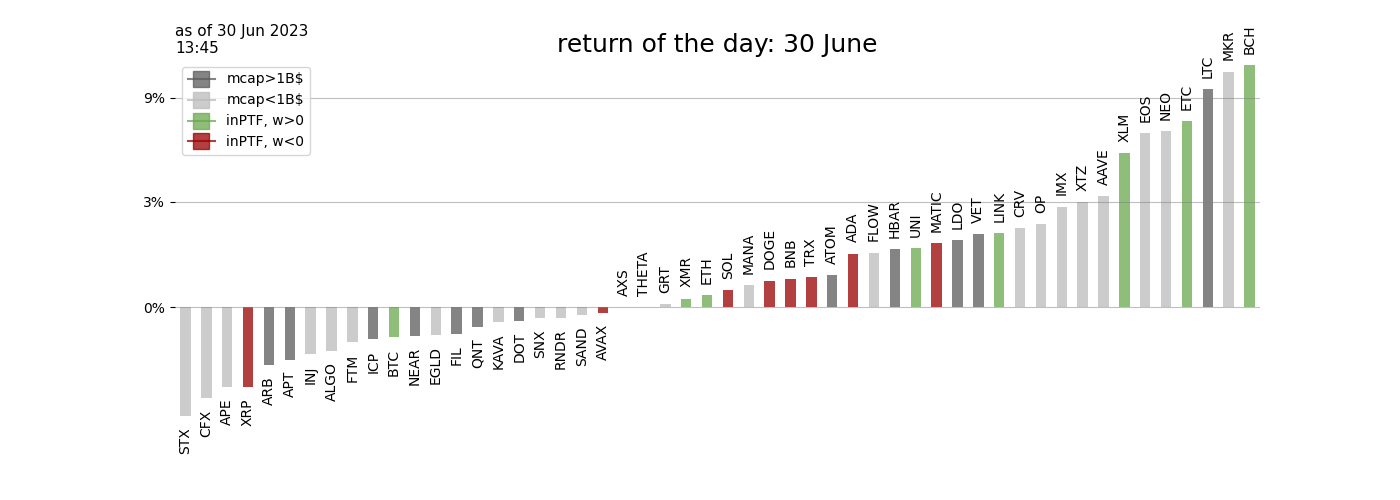 as of 30 Jun 2023
13:45
return of the day: 30 June
mcap>1B$
mcap<1B$
inPTF, w>0
inPTF, w<0
9%
3%
0%
STX
CFX
APE
XRP
ARB
APT
INJ
ALGO
FTM
ICP
BTC
NEAR
EGLD
FIL
QNT
KAVA
DOT
SNX
RNDR
SAND
AVAX
AXS
THETA
GRT
XMR
ETH
SOL
MANA
DOGE
BNB
TRX
ATOM
ADA
FLOW
HBAR
UNI
MATIC
LDO
VET
LINK
CRV
OP
IMX
XTZ
AAVE
XLM
EOS
NEO
ETC
LTC
MKR
BCH